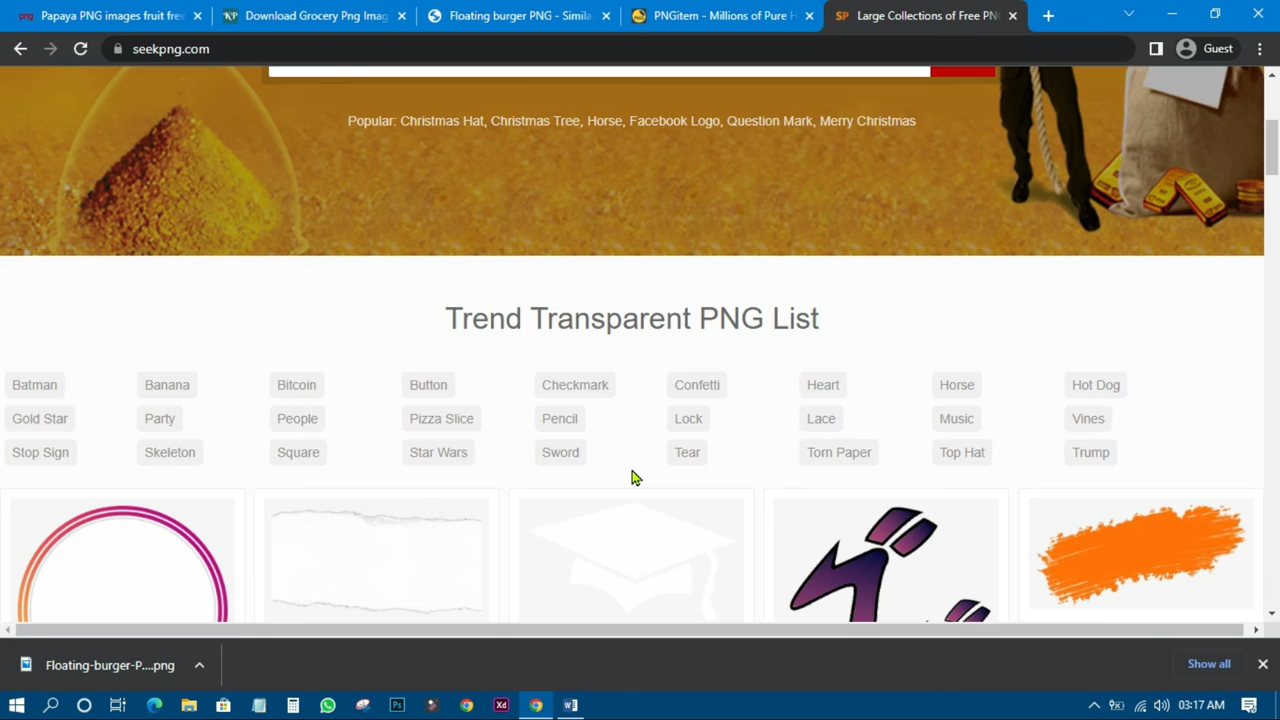 Papaya PNG images fruit free
Download Grocery Png Imag
Floating burger PNG - Simila
PNGitem - Millions of Pure H
Large Collections of Free PN
seekpng.com
Guest
Popular: Christmas Hat, Christmas Tree, Horse, Facebook Logo, Question Mark, Merry Christmas
Trend Transparent PNG List
Batman Banana Bitcoin Button Checkmark Confetti Heart Horse Hot Dog
Gold Star Party People Pizza Slice Pencil Lock Lace Music Vines
Stop Sign Skeleton Square Star Wars Sword Tear Torn Paper Top Hat Trump
Floating-burger-P....png
Show all
03:17 AM